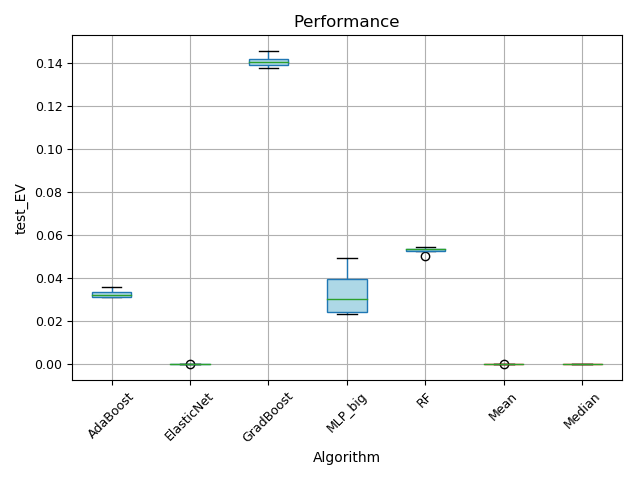 Performance
test_EV
0.14
0.12
0.10
0.08
0.06
0.04
0.02
0.00
AdaBoost
ElasticNet
GradBoost
MLP_big
RF
Mean
Median
Algorithm